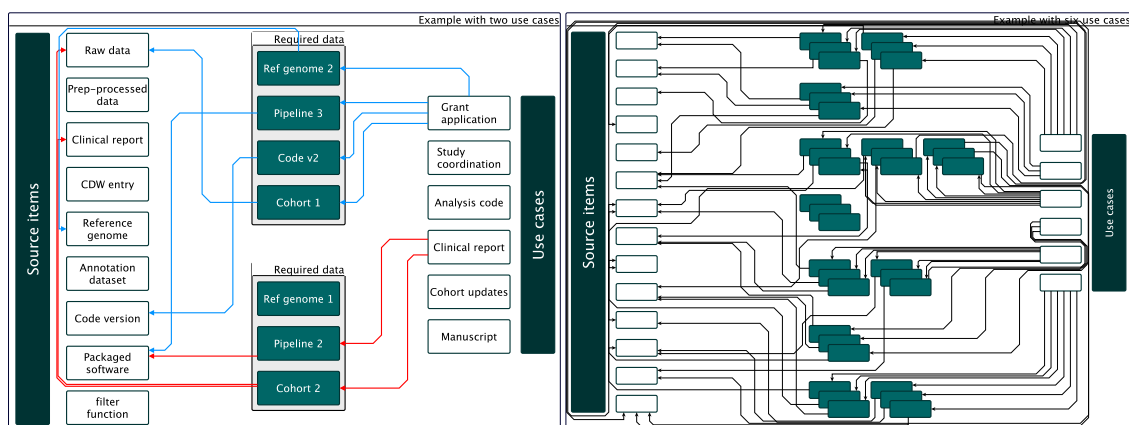 Example with two use cases
Source items
Raw data
Prep-processed
data
Clinical report
CDW entry
Reference
genome
Annotation
dataset
Code version
Packaged
software
filter
function
Required data
Ref genome 2
Pipeline 3
Code v2
Cohort 1
Required data
Ref genome 1
Pipeline 2
Cohort 2
Grant
application
Study
coordination
Analysis code
Clinical report
Cohort updates
Manuscript
Use cases
Example with six use cases
Source items
Use cases